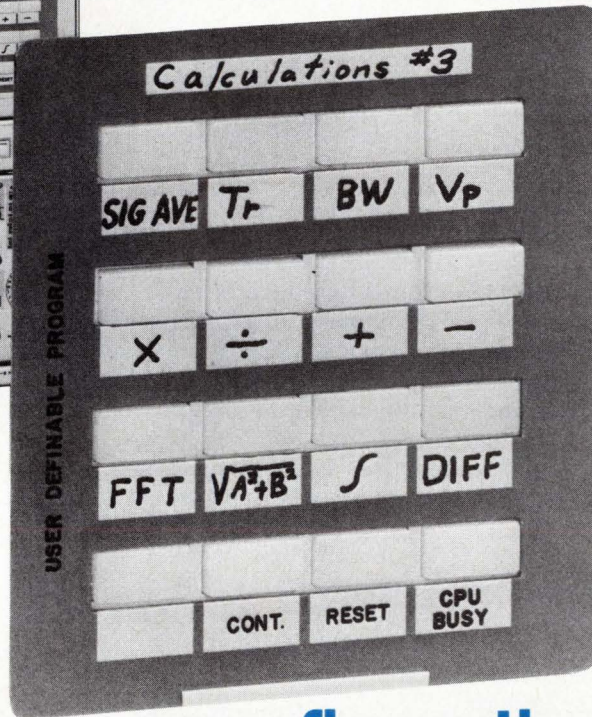 Calculations #3
SIG AVE Tr BW Vp
X ÷ + −
FFT √A²+B² ∫ DIFF
CONT. RESET CPU BUSY
USER DEFINABLE PROGRAM